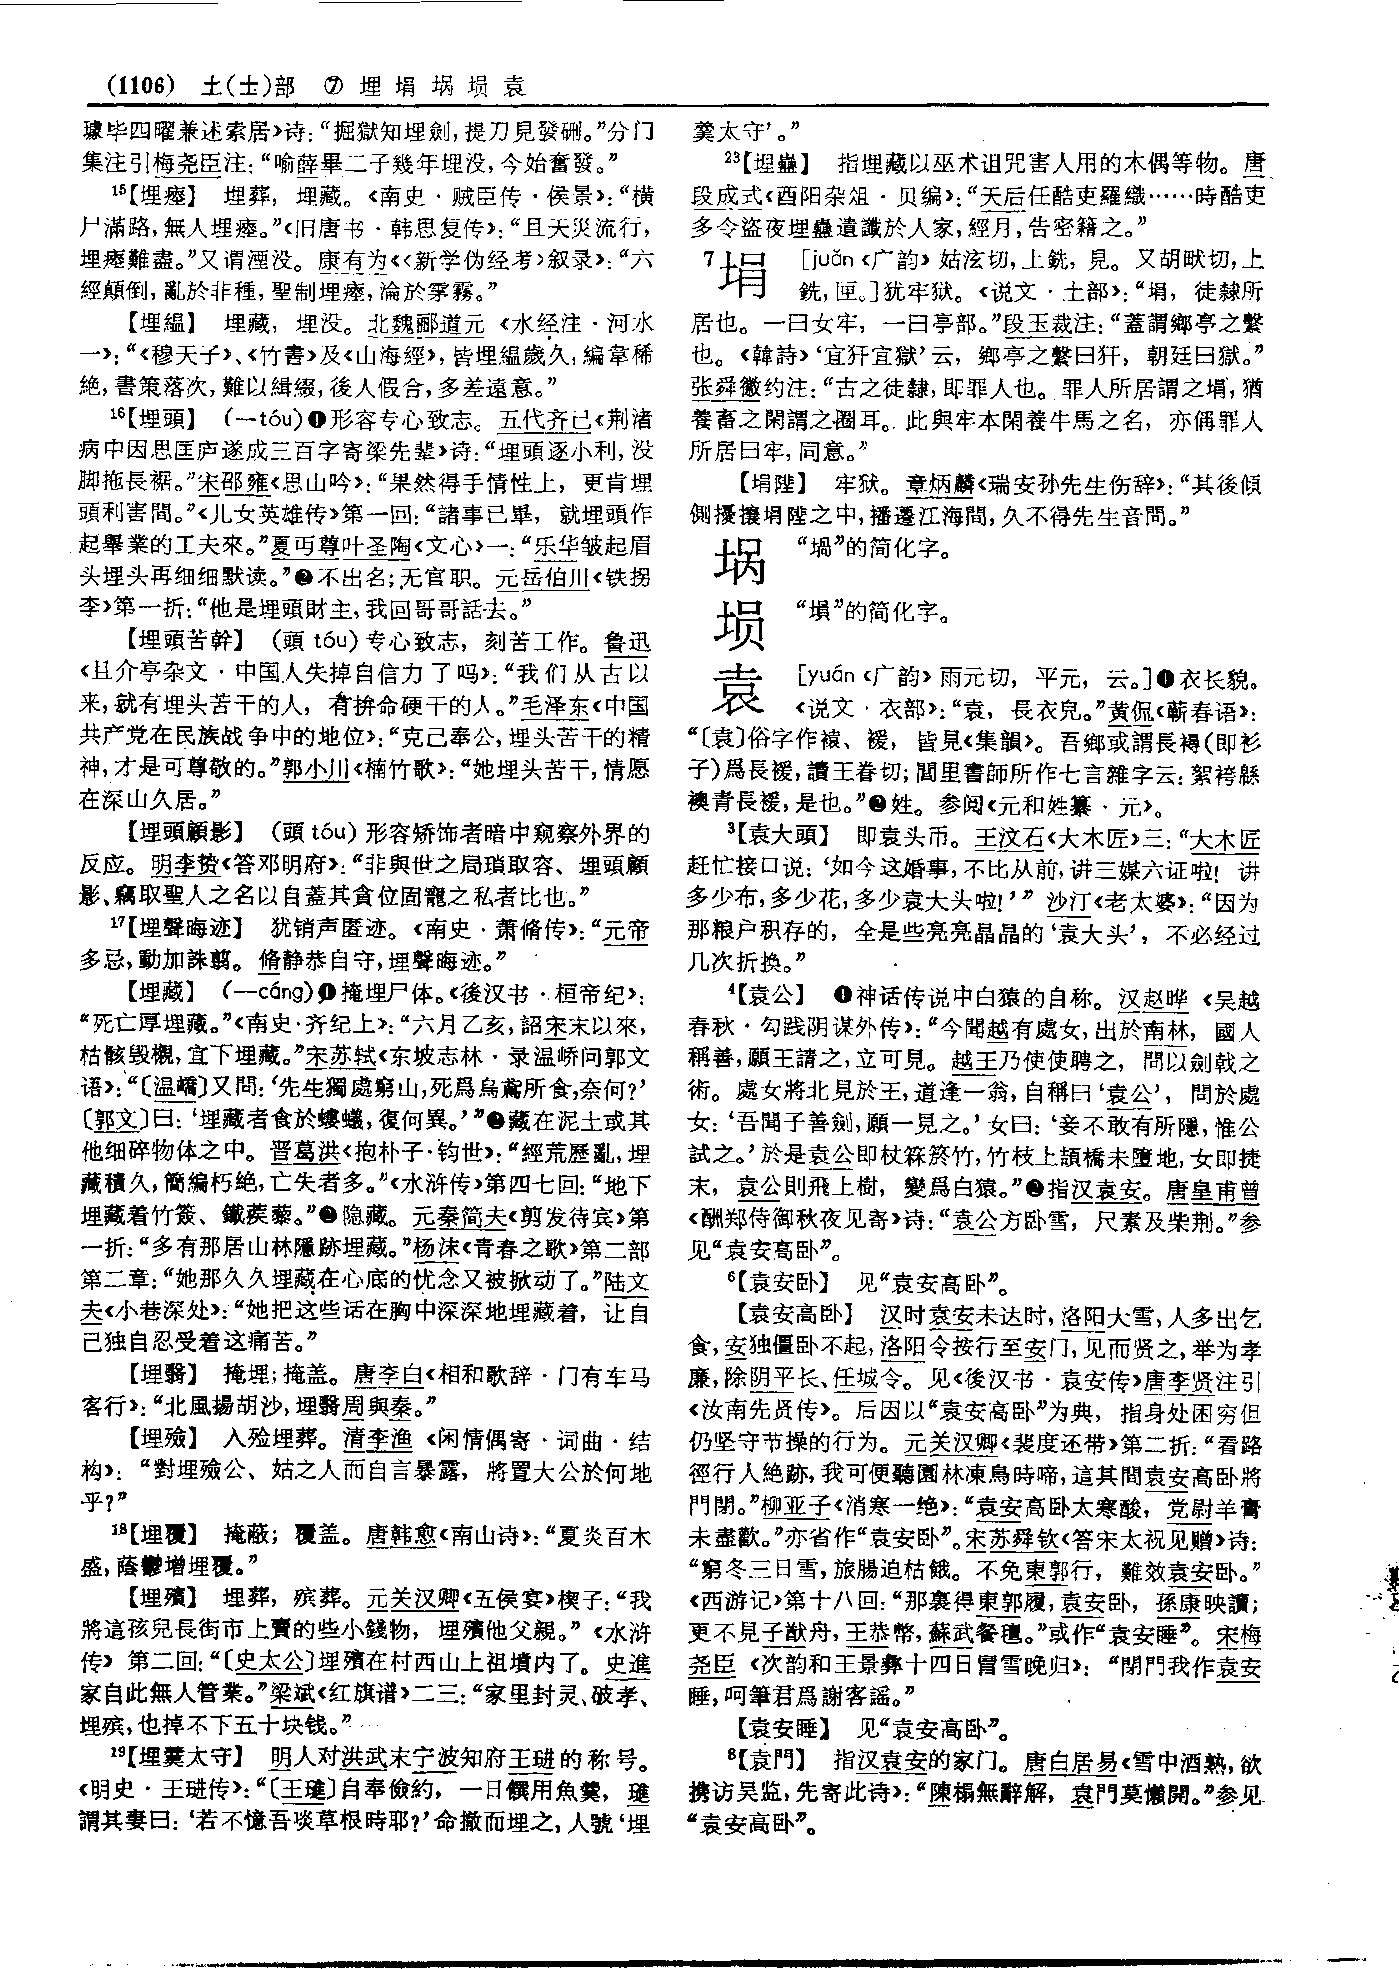 (1106) 土(士)部 ⑦ 埋 埍 埚 埙 袁
璩毕四曜兼述索居》诗:“掘獄知埋劍,提刀見發硎。”分门
集注引梅尧臣注:“喻薛畢二子幾年埋没,今始奮發。”
15【埋瘞】 埋葬,埋藏。《南史·贼臣传·侯景》:“横
尸滿路,無人埋瘞。”《旧唐书·韩思复传》:“且天災流行,
埋瘞難盡。”又谓湮没。康有为《〈新学伪经考〉叙录》:“六
經顛倒,亂於非種,聖制埋瘞,淪於雺霧。”
【埋緼】 埋藏,埋没。北魏郦道元《水经注·河水
一》:“《穆天子》、《竹書》及《山海經》,皆埋緼歲久,編韋稀
絶,書策落次,難以緝綴,後人假合,多差遠意。”
16【埋頭】 (—tóu)❶形容专心致志。五代齐己《荆渚
病中因思匡庐遂成三百字寄梁先辈》诗:“埋頭逐小利,没
脚拖長裾。”宋邵雍《思山吟》:“果然得手情性上,更肯埋
頭利害間。”《儿女英雄传》第一回:“諸事已畢,就埋頭作
起舉業的工夫來。”夏丏尊叶圣陶《文心》一:“乐华皱起眉
头埋头再细细默读。”❷不出名;无官职。元岳伯川《铁拐
李》第一折:“他是埋頭財主,我回哥哥話去。”
【埋頭苦幹】 (頭 tóu)专心致志,刻苦工作。鲁迅
《且介亭杂文·中国人失掉自信力了吗》:“我们从古以
来,就有埋头苦干的人,有拚命硬干的人。”毛泽东《中国
共产党在民族战争中的地位》:“克己奉公,埋头苦干的精
神,才是可尊敬的。”郭小川《楠竹歌》:“她埋头苦干,情愿
在深山久居。”
【埋頭顧影】 (頭 tóu)形容矫饰者暗中窥察外界的
反应。明李贽《答邓明府》:“非與世之局瑣取容、埋頭顧
影、竊取聖人之名以自蓋其貪位固寵之私者比也。”
17【埋聲晦迹】 犹销声匿迹。《南史·萧脩传》:“元帝
多忌,動加誅翦。脩静恭自守,埋聲晦迹。”
【埋藏】 (—cáng)❶掩埋尸体。《後汉书·桓帝纪》:
“死亡厚埋藏。”《南史·齐纪上》:“六月乙亥,詔宋末以來,
枯骸毁櫬,宜下埋藏。”宋苏轼《东坡志林·录温峤问郭文
语》:“〔温嶠〕又問:‘先生獨處窮山,死爲烏鳶所食,奈何?’
〔郭文〕曰:‘埋藏者食於螻蟻,復何異。’”❷藏在泥土或其
他细碎物体之中。晋葛洪《抱朴子·钧世》:“經荒歷亂,埋
藏積久,簡編朽絶,亡失者多。”《水浒传》第四七回:“地下
埋藏着竹簽、鐵蒺藜。”❸隐藏。元秦简夫《剪发待宾》第
一折:“多有那居山林隱跡埋藏。”杨沫《青春之歌》第二部
第二章:“她那久久埋藏在心底的忧念又被掀动了。”陆文
夫《小巷深处》:“她把这些话在胸中深深地埋藏着,让自
己独自忍受着这痛苦。”
【埋翳】 掩埋;掩盖。唐李白《相和歌辞·门有车马
客行》:“北風揚胡沙,埋翳周與秦。”
【埋殮】 入殓埋葬。清李渔《闲情偶寄·词曲·结
构》:“對埋殮公、姑之人而自言暴露,將置大公於何地
乎?”
18【埋覆】 掩蔽;覆盖。唐韩愈《南山诗》:“夏炎百木
盛,蔭鬱增埋覆。”
【埋殯】 埋葬,殡葬。元关汉卿《五侯宴》楔子:“我
將這孩兒長街市上賣的些小錢物,埋殯他父親。”《水浒
传》第二回:“〔史太公〕埋殯在村西山上祖墳内了。史進
家自此無人管業。”梁斌《红旗谱》二三:“家里封灵、破孝、
埋殡,也掉不下五十块钱。”
19【埋羹太守】 明人对洪武末宁波知府王琎的称号。
《明史·王琎传》:“〔王璡〕自奉儉約,一日饌用魚羹,璡
謂其妻曰:‘若不憶吾啖草根時耶?’命撤而埋之,人號‘埋
羹太守’。”
23【埋蠱】 指埋藏以巫术诅咒害人用的木偶等物。唐
段成式《酉阳杂俎·贝编》:“天后任酷吏羅織……時酷吏
多令盜夜埋蠱遺讖於人家,經月,告密籍之。”
7埍 [juǎn《广韵》姑泫切,上銑,見。又胡畎切,上
銑,匣。]犹牢狱。《说文·土部》:“埍,徒隸所
居也。一曰女牢,一曰亭部。”段玉裁注:“蓋謂鄉亭之繫
也。《韓詩》‘宜犴宜獄’云,鄉亭之繫曰犴,朝廷曰獄。”
张舜徽约注:“古之徒隸,即罪人也。罪人所居謂之埍,猶
養畜之閑謂之圈耳。此與牢本閑養牛馬之名,亦偁罪人
所居曰牢,同意。”
【埍陛】 牢狱。章炳麟《瑞安孙先生伤辞》:“其後傾
側擾攘埍陛之中,播遷江海間,久不得先生音問。”
埚 “堝”的简化字。
埙 “塤”的简化字。
袁 [yuán《广韵》雨元切,平元,云。]❶衣长貌。
《说文·衣部》:“袁,長衣皃。”黄侃《蕲春语》:
“〔袁〕俗字作褤、褑,皆見《集韻》。吾鄉或謂長褥(即衫
子)爲長褑,讀王眷切;閭里書師所作七言雜字云:絮袴緜
襖青長褑,是也。”❷姓。参阅《元和姓纂·元》。
3【袁大頭】 即袁头币。王汶石《大木匠》三:“大木匠
赶忙接口说:‘如今这婚事,不比从前,讲三媒六证啦!讲
多少布,多少花,多少袁大头啦!’”沙汀《老太婆》:“因为
那粮户积存的,全是些亮亮晶晶的‘袁大头’,不必经过
几次折换。”
4【袁公】 ❶神话传说中白猿的自称。汉赵晔《吴越
春秋·勾践阴谋外传》:“今聞越有處女,出於南林,國人
稱善,願王請之,立可見。越王乃使使聘之,問以劍戟之
術。處女將北見於王,道逢一翁,自稱曰‘袁公’,問於處
女:‘吾聞子善劍,願一見之。’女曰:‘妾不敢有所隱,惟公
試之。’於是袁公即杖箖箊竹,竹枝上頡橋未墮地,女即捷
末,袁公則飛上樹,變爲白猿。”❷指汉袁安。唐皇甫曾
《酬郑侍御秋夜见寄》诗:“袁公方卧雪,尺素及柴荆。”参
见“袁安高卧”。
6【袁安卧】 见“袁安高卧”。
【袁安高卧】 汉时袁安未达时,洛阳大雪,人多出乞
食,安独僵卧不起,洛阳令按行至安门,见而贤之,举为孝
廉,除阴平长、任城令。见《後汉书·袁安传》唐李贤注引
《汝南先贤传》。后因以“袁安高卧”为典,指身处困穷但
仍坚守节操的行为。元关汉卿《裴度还带》第二折:“看路
徑行人絶跡,我可便聽園林凍鳥時啼,這其間袁安高卧將
門閉。”柳亚子《消寒一绝》:“袁安高卧太寒酸,党尉羊膏
未盡歡。”亦省作“袁安卧”。宋苏舜钦《答宋太祝见赠》诗:
“窮冬三日雪,旅腸迫枯餓。不免東郭行,難效袁安卧。”
《西游记》第十八回:“那裏得東郭履,袁安卧,孫康映讀;
更不見子猷舟,王恭幣,蘇武餐氊。”或作“袁安睡”。宋梅
尧臣《次韵和王景彝十四日冒雪晚归》:“閉門我作袁安
睡,呵筆君爲謝客謡。”
【袁安睡】 见“袁安高卧”。
8【袁門】 指汉袁安的家门。唐白居易《雪中酒熟,欲
携访吴监,先寄此诗》:“陳榻無辭解,袁門莫懶開。”参见
“袁安高卧”。